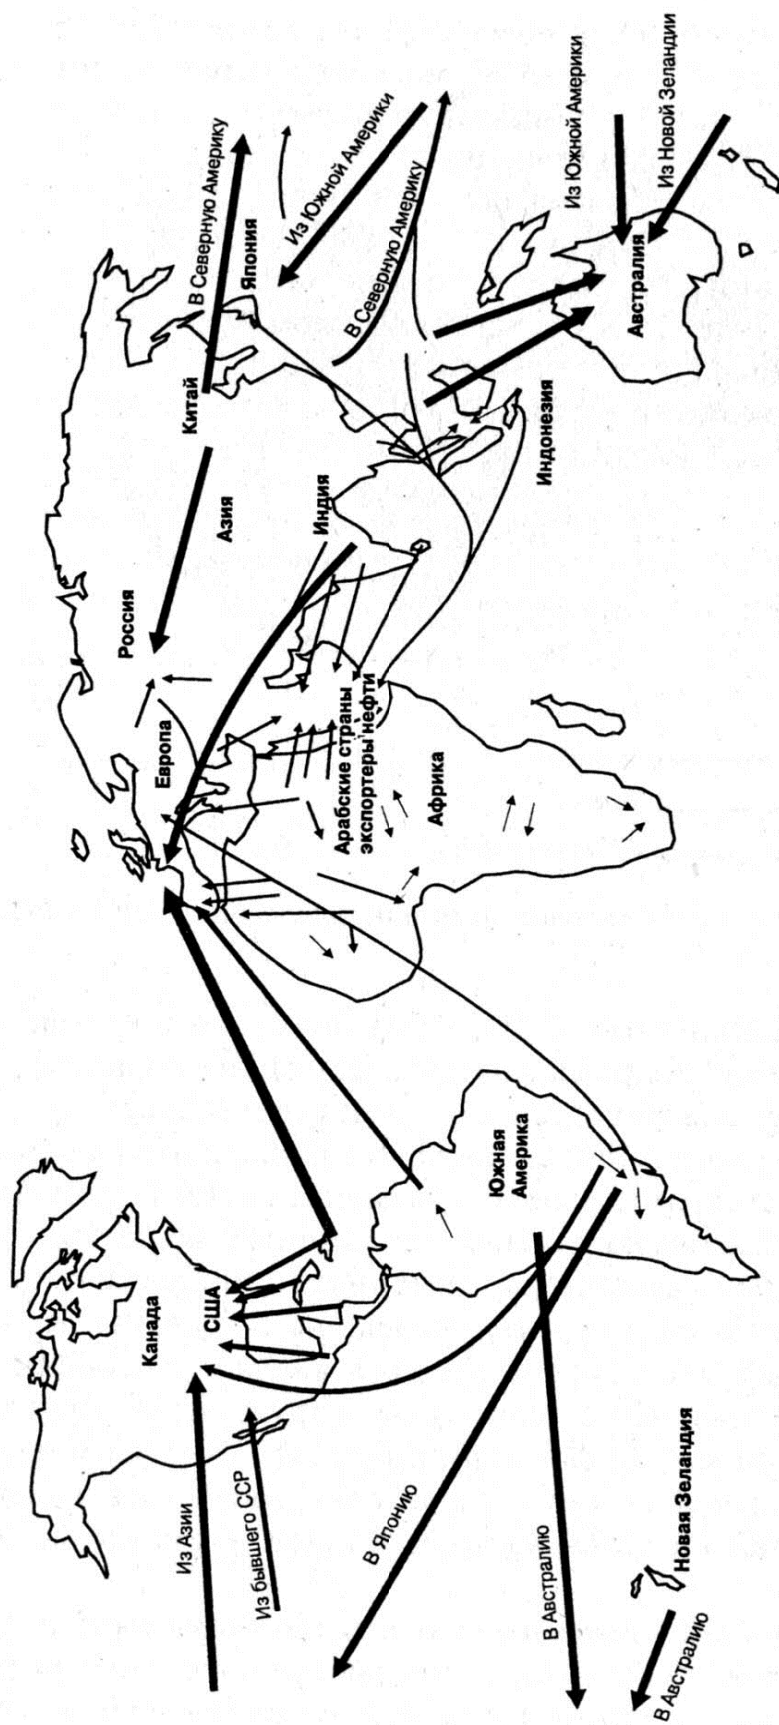 Из Азии
Из бывшего ССР
Канада
США
В Японию
В Австралию
Новая Зеландия
В Австралию
Южная
Америка
Европа
Россия
Азия
Китай
Япония
В Северную Америку
Из Южной Америки
В Северную Америку
Индия
Арабские страны
экспортеры нефти
Африка
Индонезия
Австралия
Из Южной Америки
Из Новой Зеландии